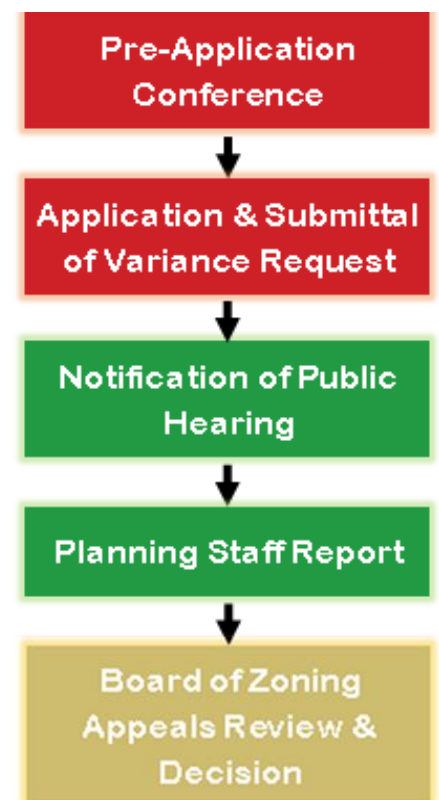 Pre-Application
Conference
Application & Submittal
of Variance Request
Notification of Public
Hearing
Planning Staff Report
Board of Zoning
Appeals Review &
Decision